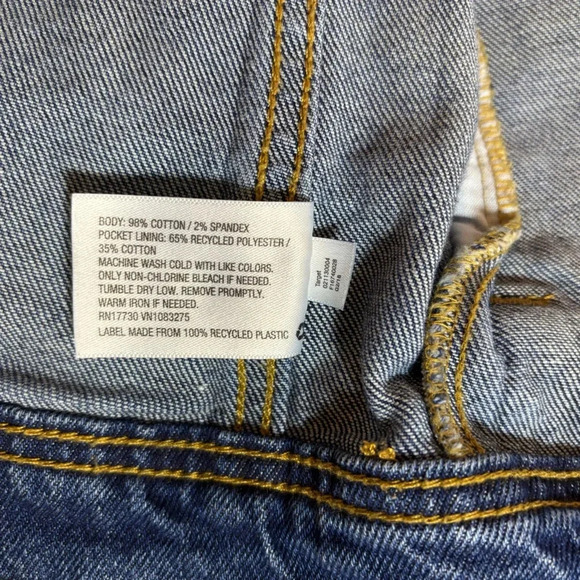 BODY: 98% COTTON / 2% SPANDEX
POCKET LINING: 65% RECYCLED POLYESTER /
35% COTTON
MACHINE WASH COLD WITH LIKE COLORS.
ONLY NON-CHLORINE BLEACH IF NEEDED.
TUMBLE DRY LOW. REMOVE PROMPTLY.
WARM IRON IF NEEDED.
RN17730 VN1083275
LABEL MADE FROM 100% RECYCLED PLASTIC
Target
021130004